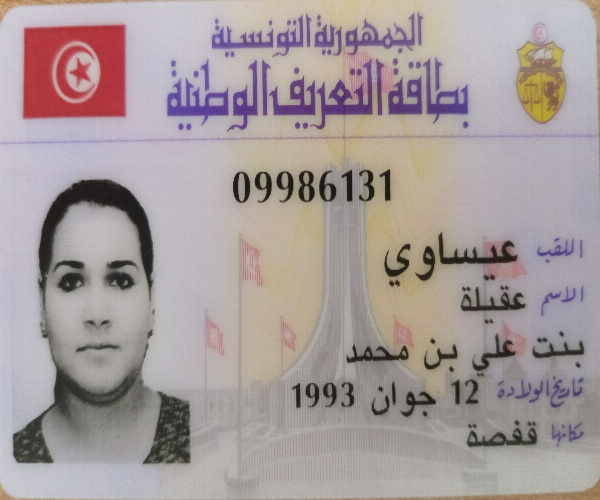 الجمهورية التونسية
بطاقة التعريف الوطنية
09986131
اللقب عيساوي
الاسم عقيلة
بنت علي بن محمد
تاريخ الولادة 12 جوان 1993
مكانها قفصة